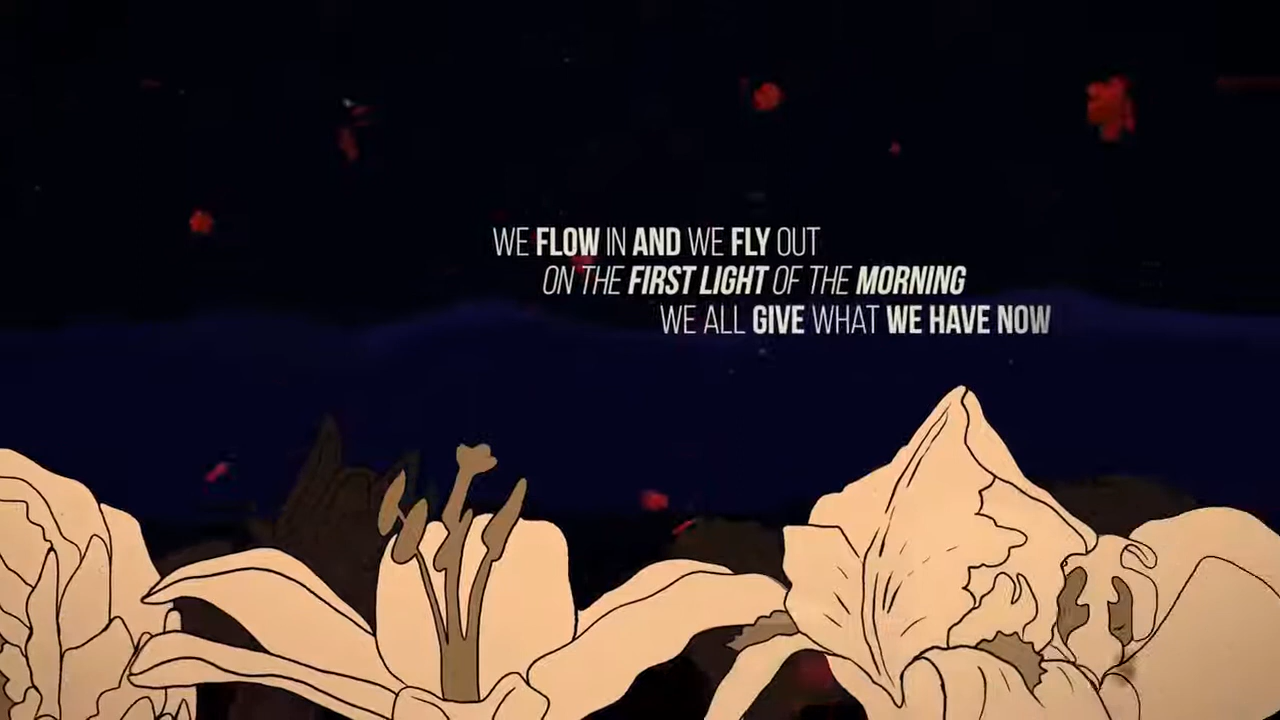 WE FLOW IN AND WE FLY OUT
ON THE FIRST LIGHT OF THE MORNING
WE ALL GIVE WHAT WE HAVE NOW